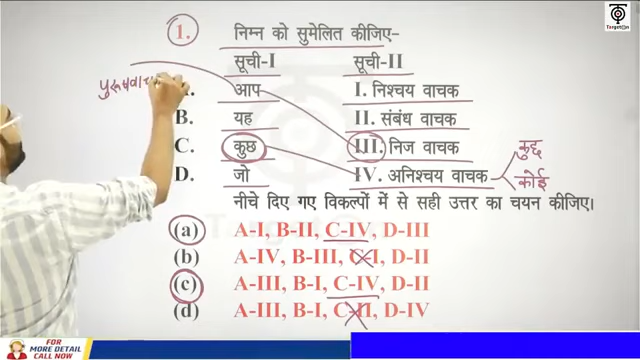 TargetOn
1. निम्न को सुमेलित कीजिए-
सूची-I सूची-II
पुरुषवाच
A. आप I. निश्चय वाचक
B. यह II. संबंध वाचक
C. कुछ III. निज वाचक
कुछ
D. जो IV. अनिश्चय वाचक
कोई
नीचे दिए गए विकल्पों में से सही उत्तर का चयन कीजिए।
(a) A-I, B-II, C-IV, D-III
(b) A-IV, B-III, C-I, D-II
(c) A-III, B-I, C-IV, D-II
(d) A-III, B-I, C-II, D-IV
FOR
MORE DETAIL
CALL NOW